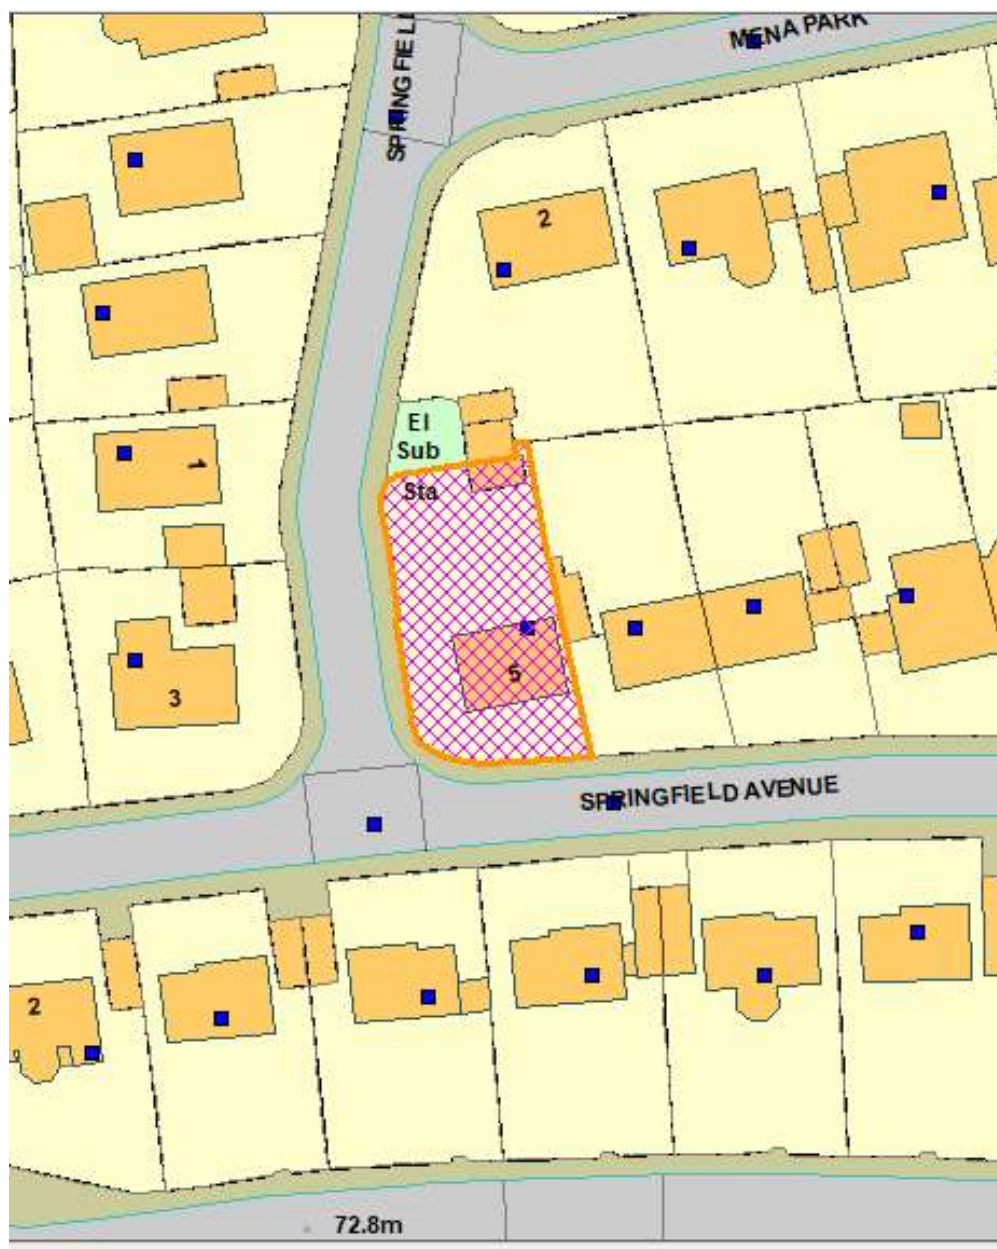 SPRINGFIELD
MENA PARK
2
El
Sub
Sta
1
5
3
SPRINGFIELD AVENUE
2
72.8m